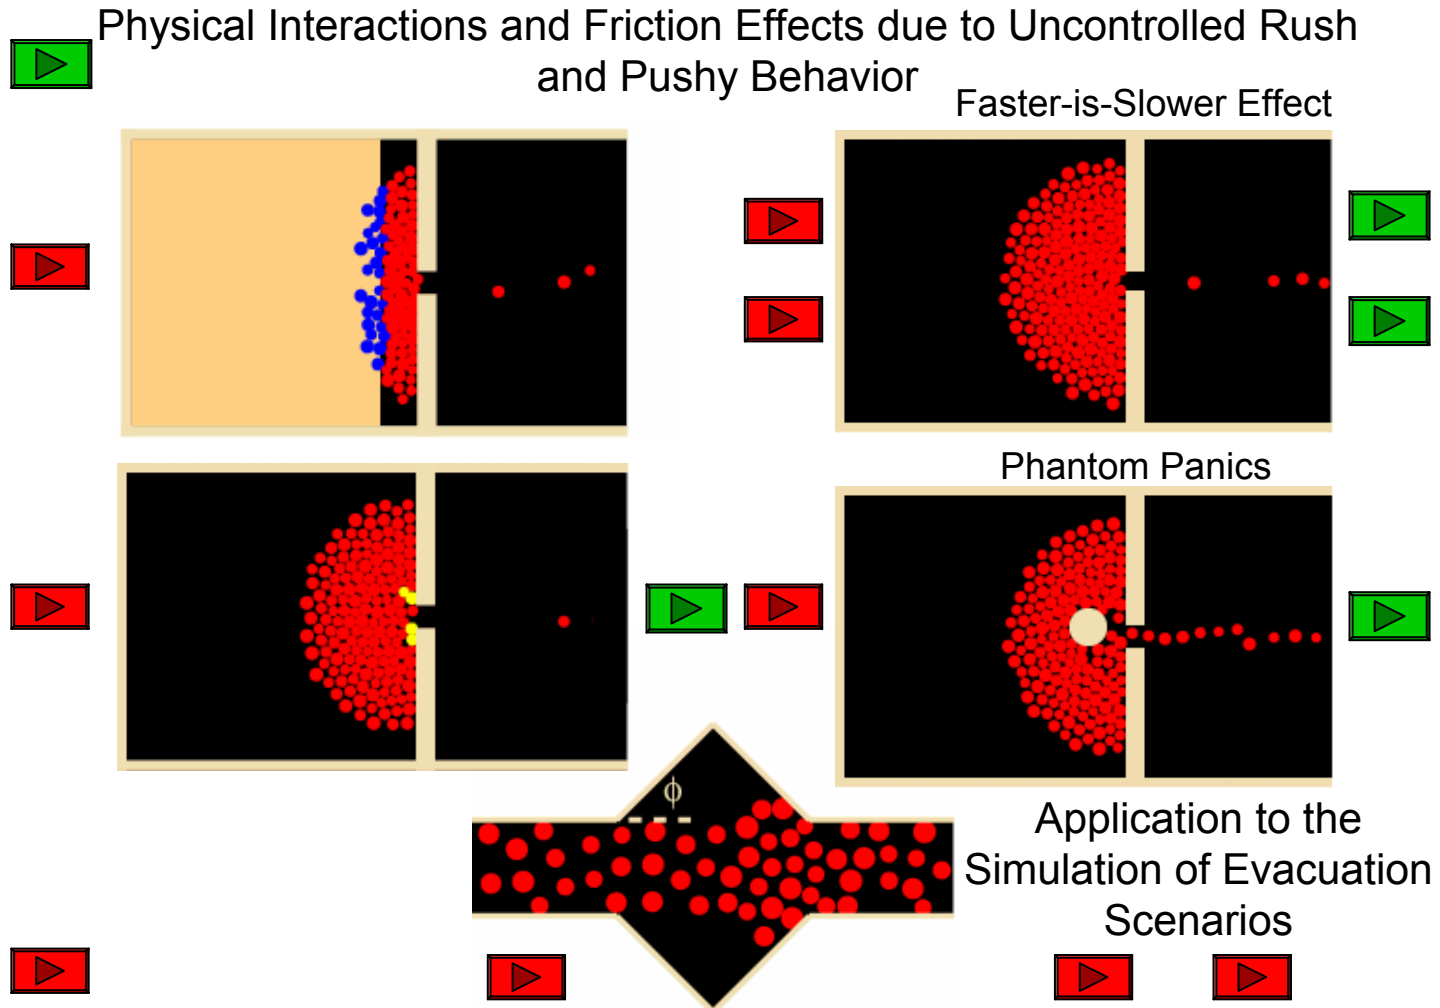 Physical Interactions and Friction Effects due to Uncontrolled Rush
and Pushy Behavior
Faster-is-Slower Effect
Phantom Panics
ϕ
Application to the
Simulation of Evacuation
Scenarios